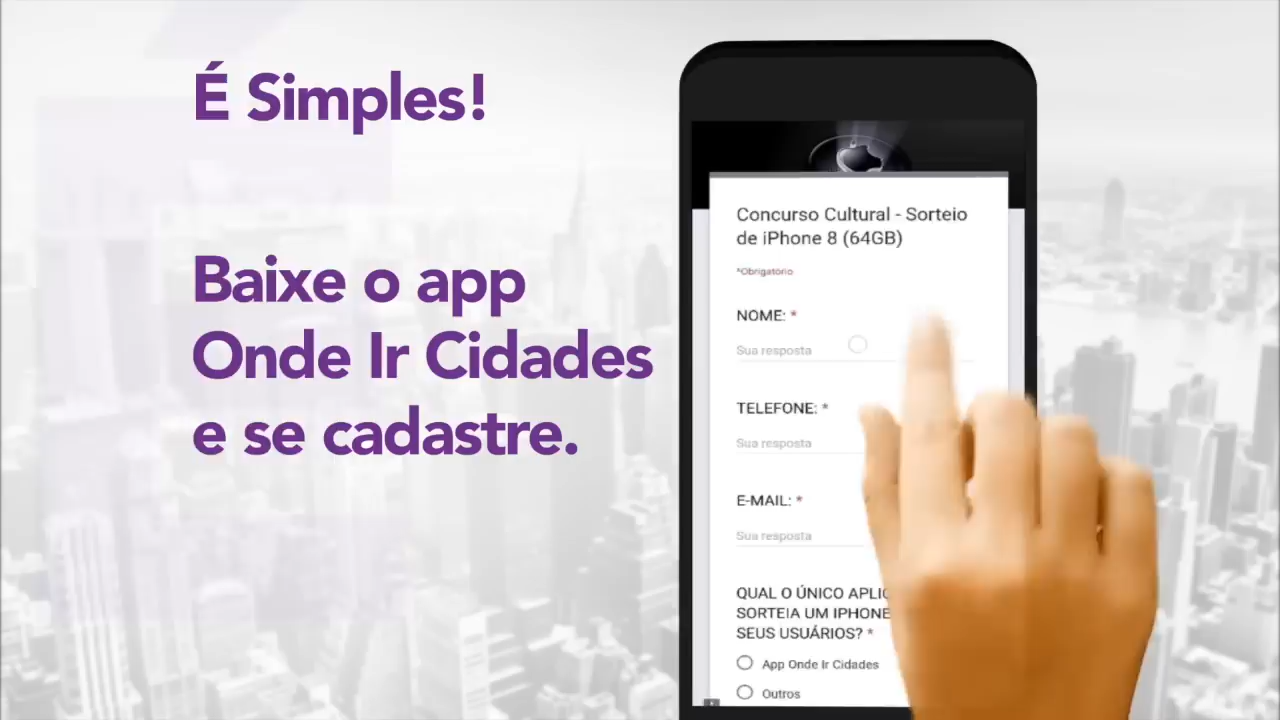 É Simples!
Baixe o app
Onde Ir Cidades
e se cadastre.
Concurso Cultural - Sorteio
de iPhone 8 (64GB)
*Obrigatório
NOME: *
Sua resposta
TELEFONE: *
Sua resposta
E-MAIL: *
Sua resposta
QUAL O ÚNICO
SORTEIA UM IPHONE
SEUS USUÁRIOS? *
App Onde Ir Cidades
Outros